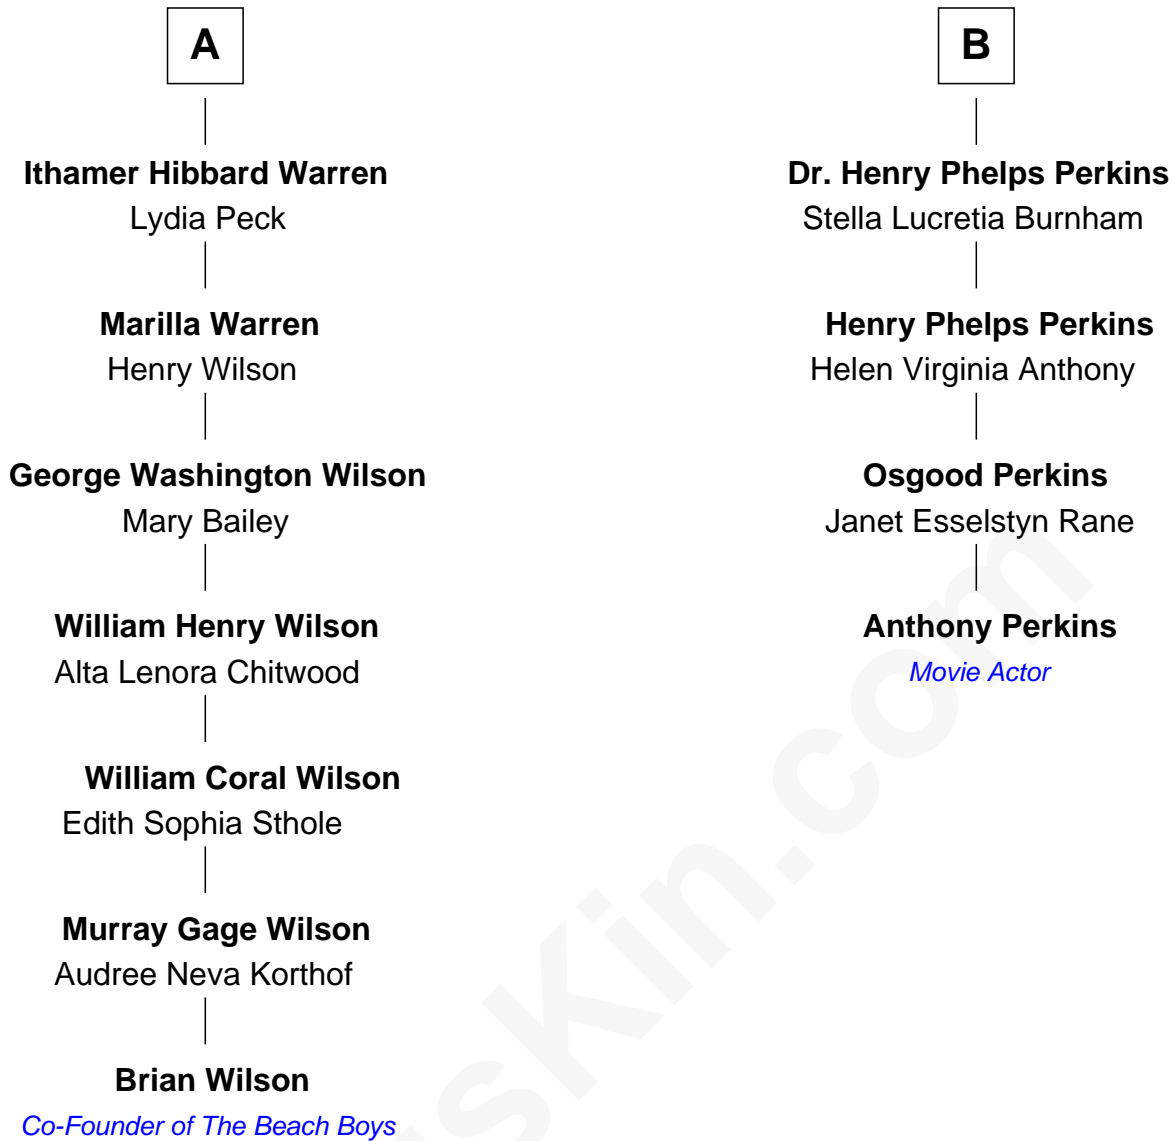 A
Ithamer Hibbard Warren
Lydia Peck
Marilla Warren
Henry Wilson
George Washington Wilson
Mary Bailey
William Henry Wilson
Alta Lenora Chitwood
William Coral Wilson
Edith Sophia Sthole
Murray Gage Wilson
Audree Neva Korthof
Brian Wilson
Co-Founder of The Beach Boys
B
Dr. Henry Phelps Perkins
Stella Lucretia Burnham
Henry Phelps Perkins
Helen Virginia Anthony
Osgood Perkins
Janet Esselstyn Rane
Anthony Perkins
Movie Actor